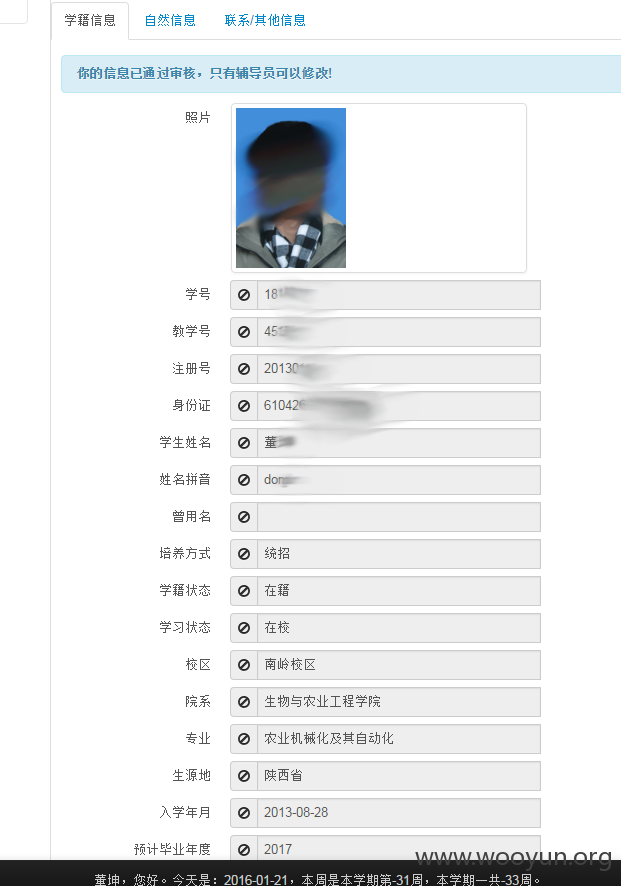 学籍信息 自然信息 联系/其他信息
你的信息已通过审核，只有辅导员可以修改!
照片
学号 18
教学号 45
注册号 20130
身份证 610426
学生姓名 董
姓名拼音 don
曾用名
培养方式 统招
学籍状态 在籍
学习状态 在校
校区 南岭校区
院系 生物与农业工程学院
专业 农业机械化及其自动化
生源地 陕西省
入学年月 2013-08-28
预计毕业年度 2017
www.wooyun.org
董坤，您好。今天是：2016-01-21，本周是本学期第-31周，本学期一共-33周。